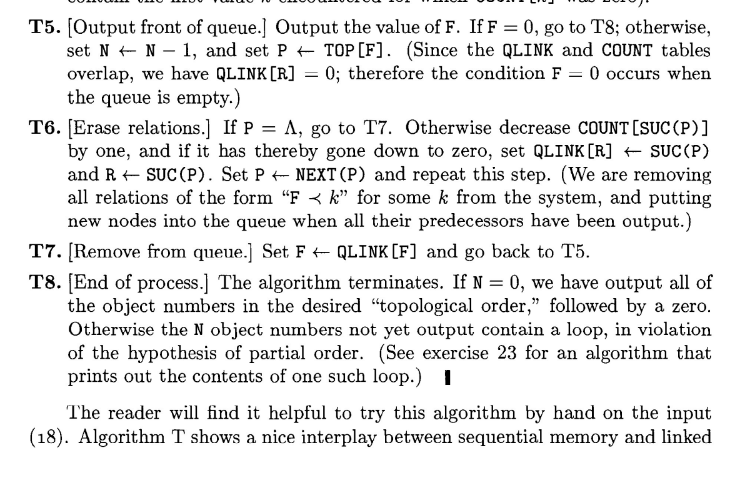 T5. [Output front of queue.] Output the value of F. If F = 0, go to T8; otherwise,
set N ← N − 1, and set P ← TOP[F]. (Since the QLINK and COUNT tables
overlap, we have QLINK[R] = 0; therefore the condition F = 0 occurs when
the queue is empty.)
T6. [Erase relations.] If P = Λ, go to T7. Otherwise decrease COUNT[SUC(P)]
by one, and if it has thereby gone down to zero, set QLINK[R] ← SUC(P)
and R ← SUC(P). Set P ← NEXT(P) and repeat this step. (We are removing
all relations of the form “F ≺ k” for some k from the system, and putting
new nodes into the queue when all their predecessors have been output.)
T7. [Remove from queue.] Set F ← QLINK[F] and go back to T5.
T8. [End of process.] The algorithm terminates. If N = 0, we have output all of
the object numbers in the desired “topological order,” followed by a zero.
Otherwise the N object numbers not yet output contain a loop, in violation
of the hypothesis of partial order. (See exercise 23 for an algorithm that
prints out the contents of one such loop.) ▮
The reader will find it helpful to try this algorithm by hand on the input
(18). Algorithm T shows a nice interplay between sequential memory and linked